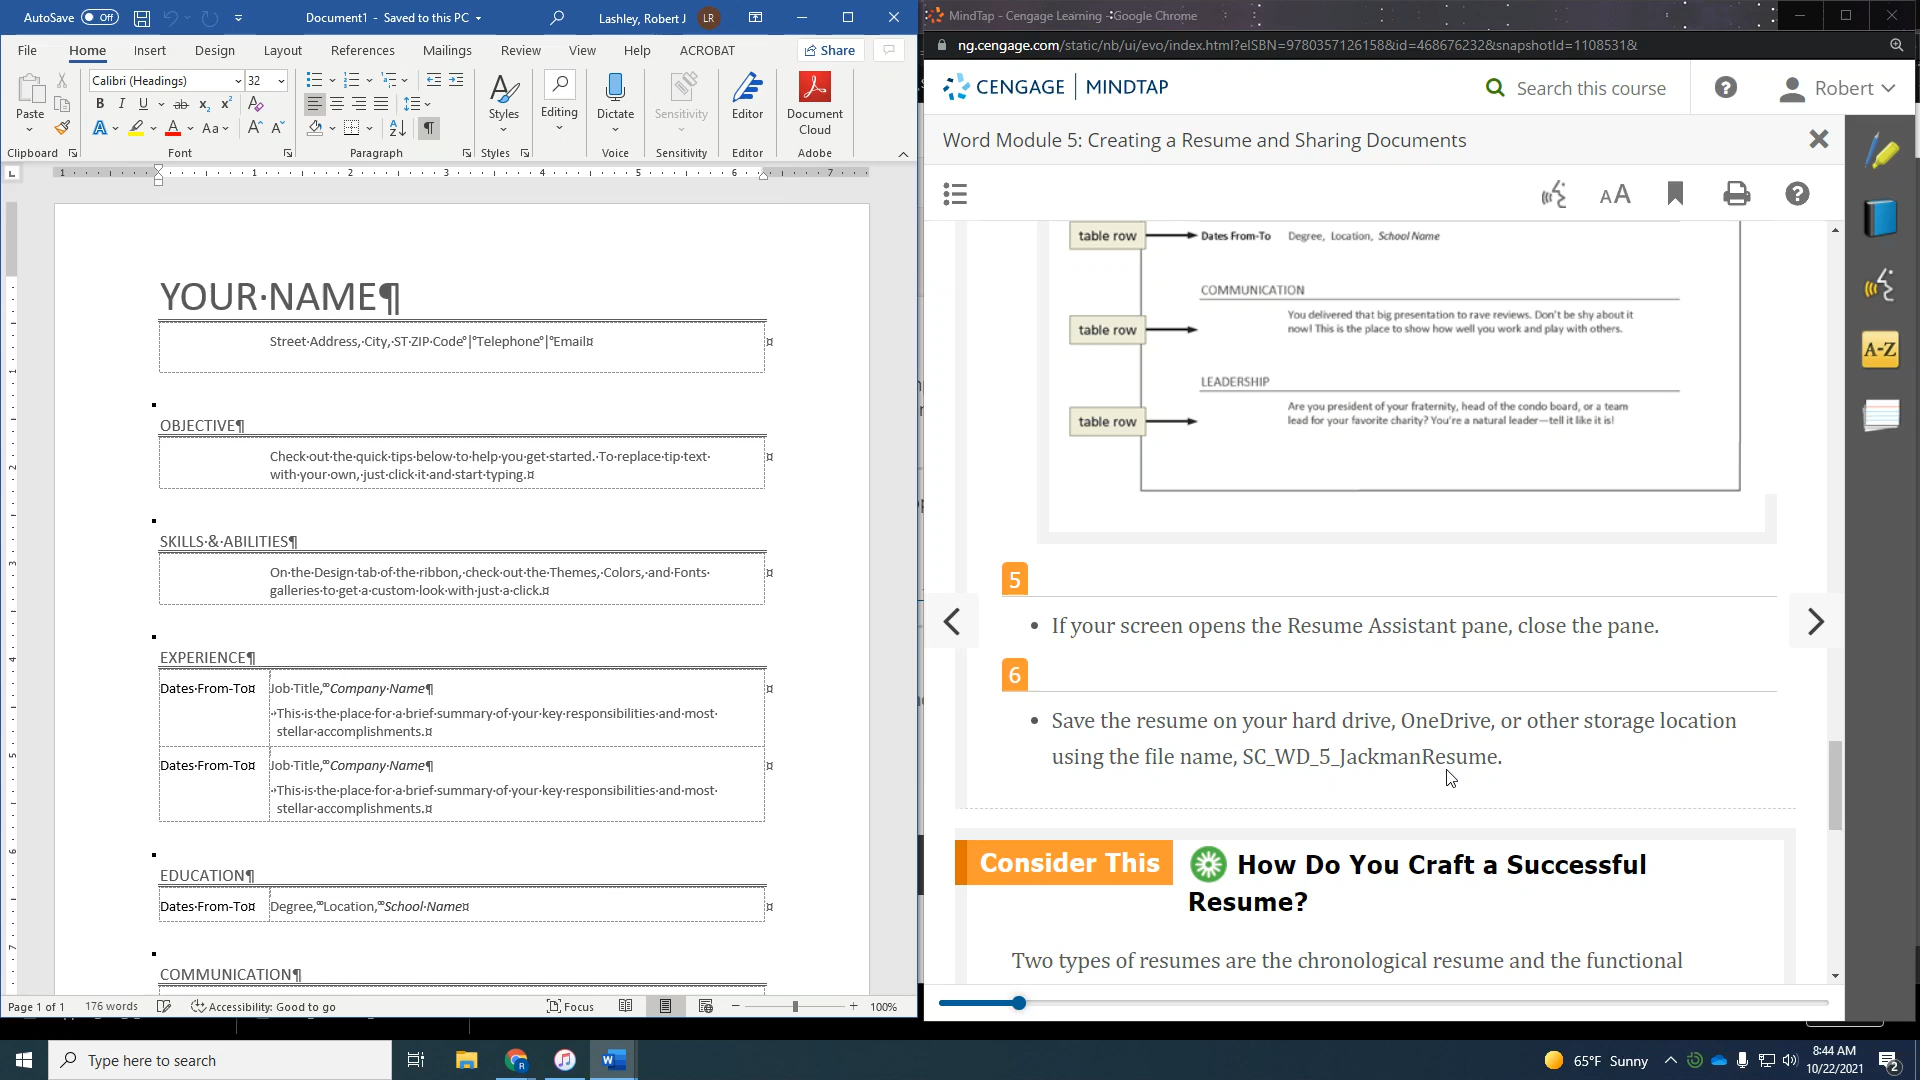 AutoSave Off Document1 - Saved to this PC Lashley, Robert J LR
File Home Insert Design Layout References Mailings Review View Help ACROBAT Share
Calibri (Headings) 32
Paste
B I U ab x₂ x²
A A Aa A A
Styles Editing Dictate Sensitivity Editor Document Cloud
Clipboard Font Paragraph Styles Voice Sensitivity Editor Adobe
YOUR·NAME¶
Street·Address,·City,·ST·ZIP·Code°|°Telephone°|°Email¤
OBJECTIVE¶
Check·out·the·quick·tips·below·to·help·you·get·started.·To·replace·tip·text·
with·your·own,·just·click·it·and·start·typing.¤
SKILLS·&·ABILITIES¶
On·the·Design·tab·of·the·ribbon,·check·out·the·Themes,·Colors,·and·Fonts·
galleries·to·get·a·custom·look·with·just·a·click.¤
EXPERIENCE¶
Dates·From-To¤ Job·Title,°Company·Name¶
This·is·the·place·for·a·brief·summary·of·your·key·responsibilities·and·most·
stellar·accomplishments.¤
Dates·From-To¤ Job·Title,°Company·Name¶
This·is·the·place·for·a·brief·summary·of·your·key·responsibilities·and·most·
stellar·accomplishments.¤
EDUCATION¶
Dates·From-To¤ Degree,°Location,°School·Name¤
COMMUNICATION¶
Page 1 of 1 176 words Accessibility: Good to go Focus 100%
MindTap - Cengage Learning - Google Chrome
ng.cengage.com/static/nb/ui/evo/index.html?eISBN=9780357126158&id=468676232&snapshotId=1108531&
CENGAGE | MINDTAP Search this course Robert
Word Module 5: Creating a Resume and Sharing Documents
AA
A-Z
table row Dates From-To Degree, Location, School Name
COMMUNICATION
table row You delivered that big presentation to rave reviews. Don't be shy about it
now! This is the place to show how well you work and play with others.
LEADERSHIP
table row Are you president of your fraternity, head of the condo board, or a team
lead for your favorite charity? You're a natural leader—tell it like it is!
5
• If your screen opens the Resume Assistant pane, close the pane.
6
• Save the resume on your hard drive, OneDrive, or other storage location
using the file name, SC_WD_5_JackmanResume.
Consider This How Do You Craft a Successful
Resume?
Two types of resumes are the chronological resume and the functional
Type here to search
65°F Sunny
8:44 AM
10/22/2021
2